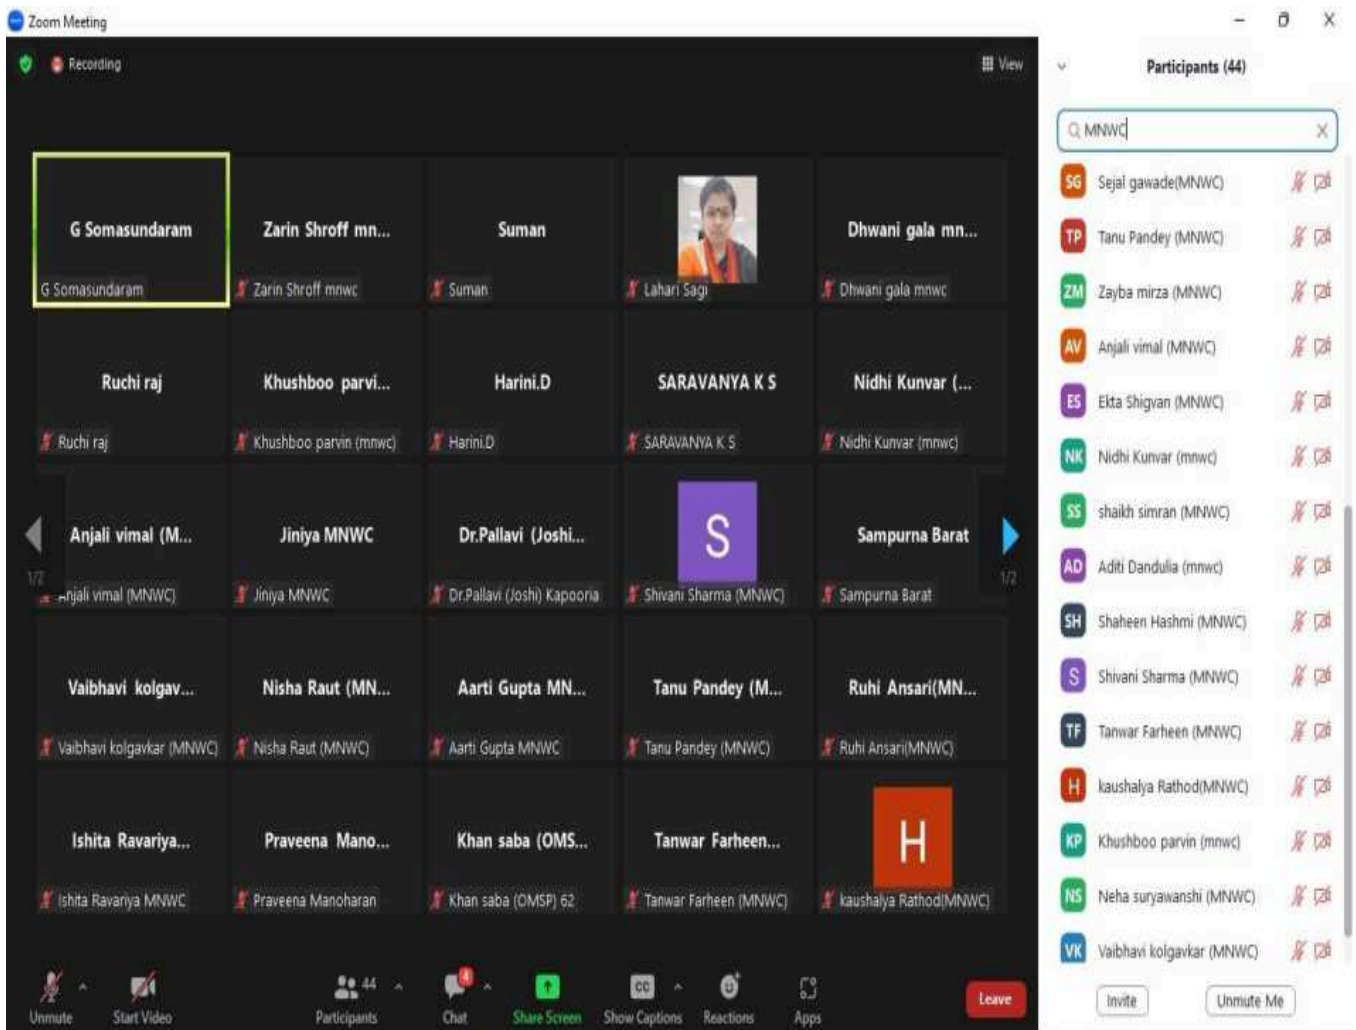 Zoom Meeting
Recording
View
G Somasundaram
G Somasundaram
Zarin Shroff mn...
Zarin Shroff mnwc
Suman
Suman
Lahari Sagi
Dhwani gala mn...
Dhwani gala mnwc
Ruchi raj
Ruchi raj
Khushboo parvi...
Khushboo parvin (mnwc)
Harini.D
Harini.D
SARAVANYA K S
SARAVANYA K S
Nidhi Kunvar (...
Nidhi Kunvar (mnwc)
1/2
Anjali vimal (M...
Anjali vimal (MNWC)
Jiniya MNWC
Jiniya MNWC
Dr.Pallavi (Joshi...
Dr.Pallavi (Joshi) Kapooria
S
Shivani Sharma (MNWC)
Sampurna Barat
Sampurna Barat
1/2
Vaibhavi kolgav...
Vaibhavi kolgavkar (MNWC)
Nisha Raut (MN...
Nisha Raut (MNWC)
Aarti Gupta MN...
Aarti Gupta MNWC
Tanu Pandey (M...
Tanu Pandey (MNWC)
Ruhi Ansari(MN...
Ruhi Ansari(MNWC)
Ishita Ravariya...
Ishita Ravariya MNWC
Praveena Mano...
Praveena Manoharan
Khan saba (OMS...
Khan saba (OMSP) 62
Tanwar Farheen...
Tanwar Farheen (MNWC)
H
kaushalya Rathod(MNWC)
Unmute
Start Video
44
Participants
4
Chat
Share Screen
CC
Show Captions
Reactions
Apps
Leave
Participants (44)
MNWC
SG Sejal gawade(MNWC)
TP Tanu Pandey (MNWC)
ZM Zayba mirza (MNWC)
AV Anjali vimal (MNWC)
ES Ekta Shigvan (MNWC)
NK Nidhi Kunvar (mnwc)
SS shaikh simran (MNWC)
AD Aditi Dandulia (mnwc)
SH Shaheen Hashmi (MNWC)
S Shivani Sharma (MNWC)
TF Tanwar Farheen (MNWC)
H kaushalya Rathod(MNWC)
KP Khushboo parvin (mnwc)
NS Neha suryawanshi (MNWC)
VK Vaibhavi kolgavkar (MNWC)
Invite
Unmute Me